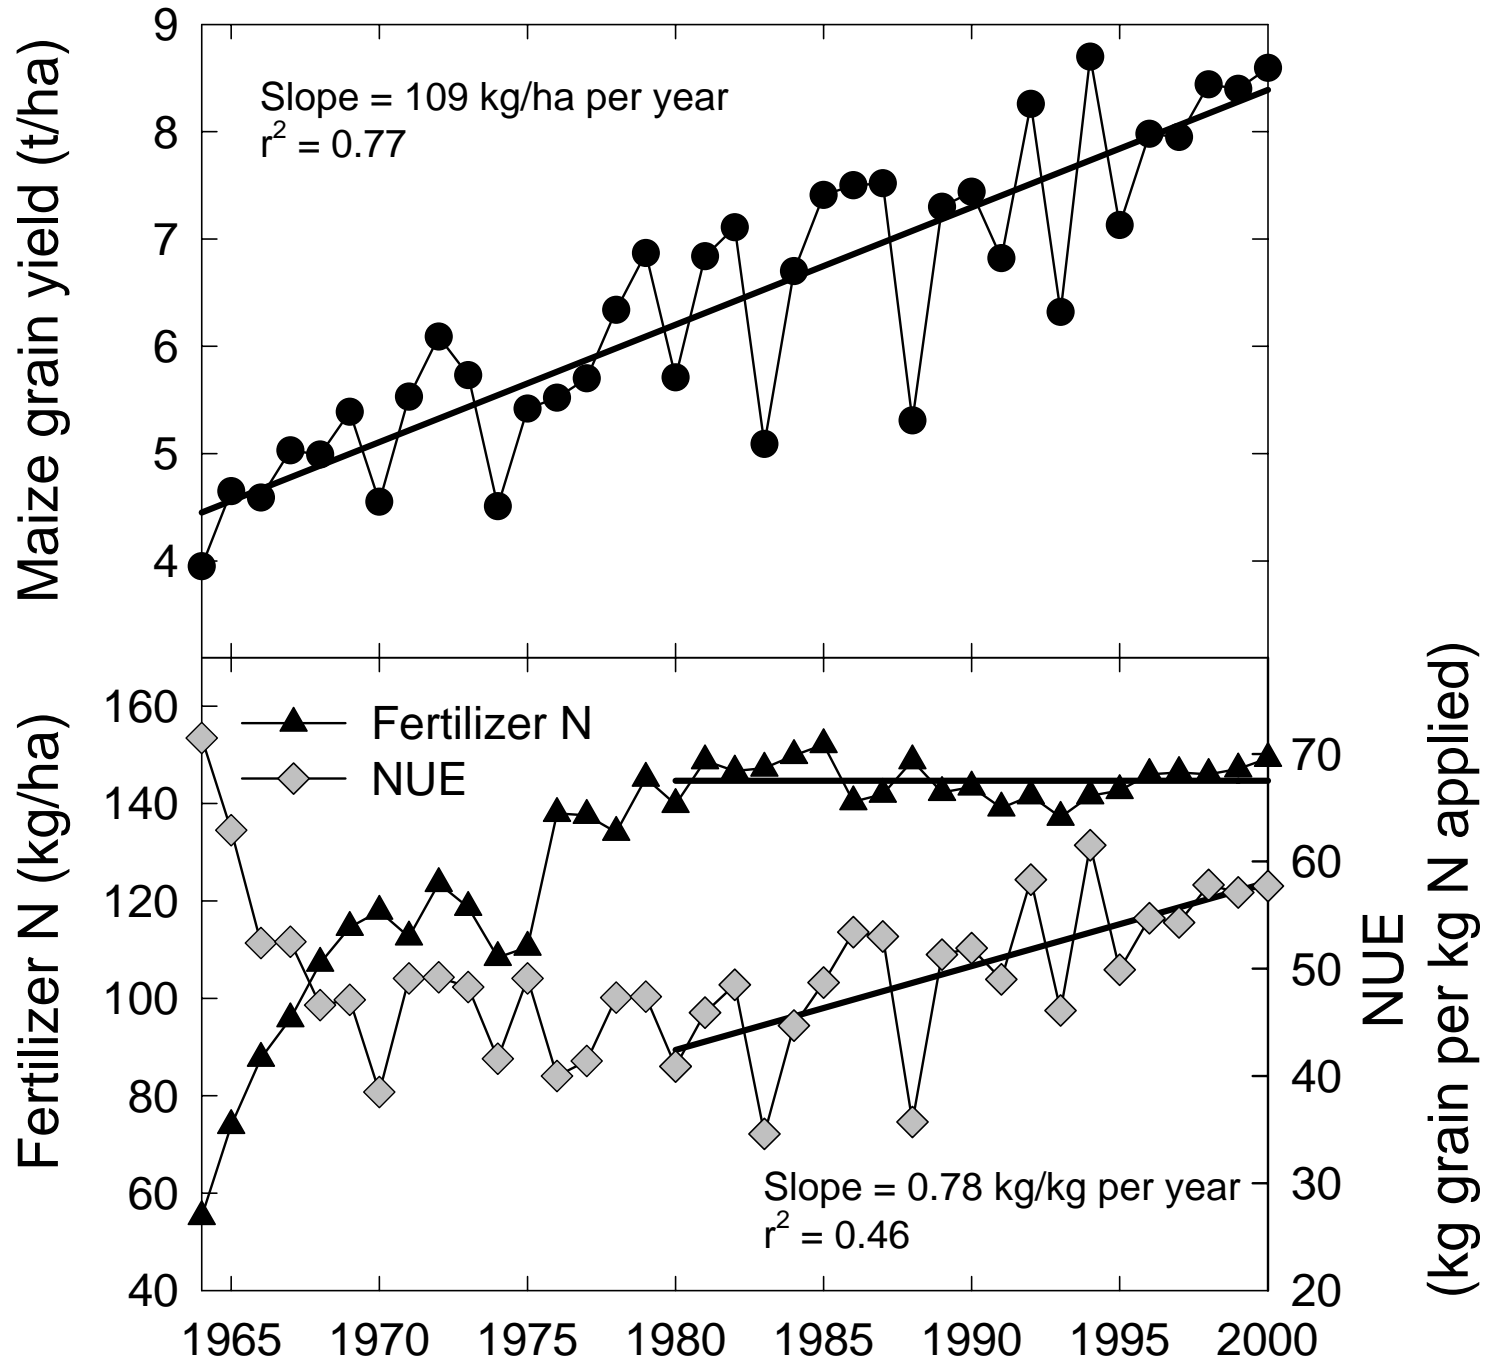 Maize grain yield (t/ha)
9
8
7
6
5
4
Slope = 109 kg/ha per year
r² = 0.77
Fertilizer N (kg/ha)
160
140
120
100
80
60
40
Fertilizer N
NUE
Slope = 0.78 kg/kg per year
r² = 0.46
70
60
50
40
30
20
NUE
(kg grain per kg N applied)
1965 1970 1975 1980 1985 1990 1995 2000